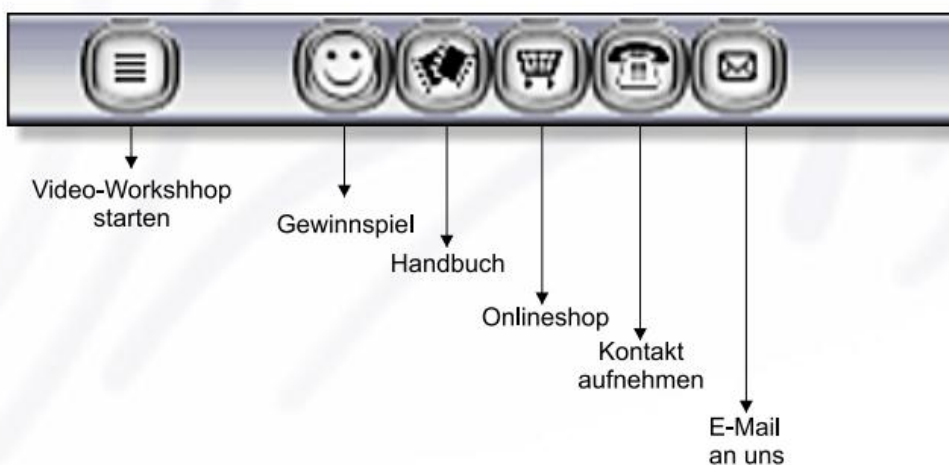 Video-Workshhop
starten
Gewinnspiel
Handbuch
Onlineshop
Kontakt
aufnehmen
E-Mail
an uns